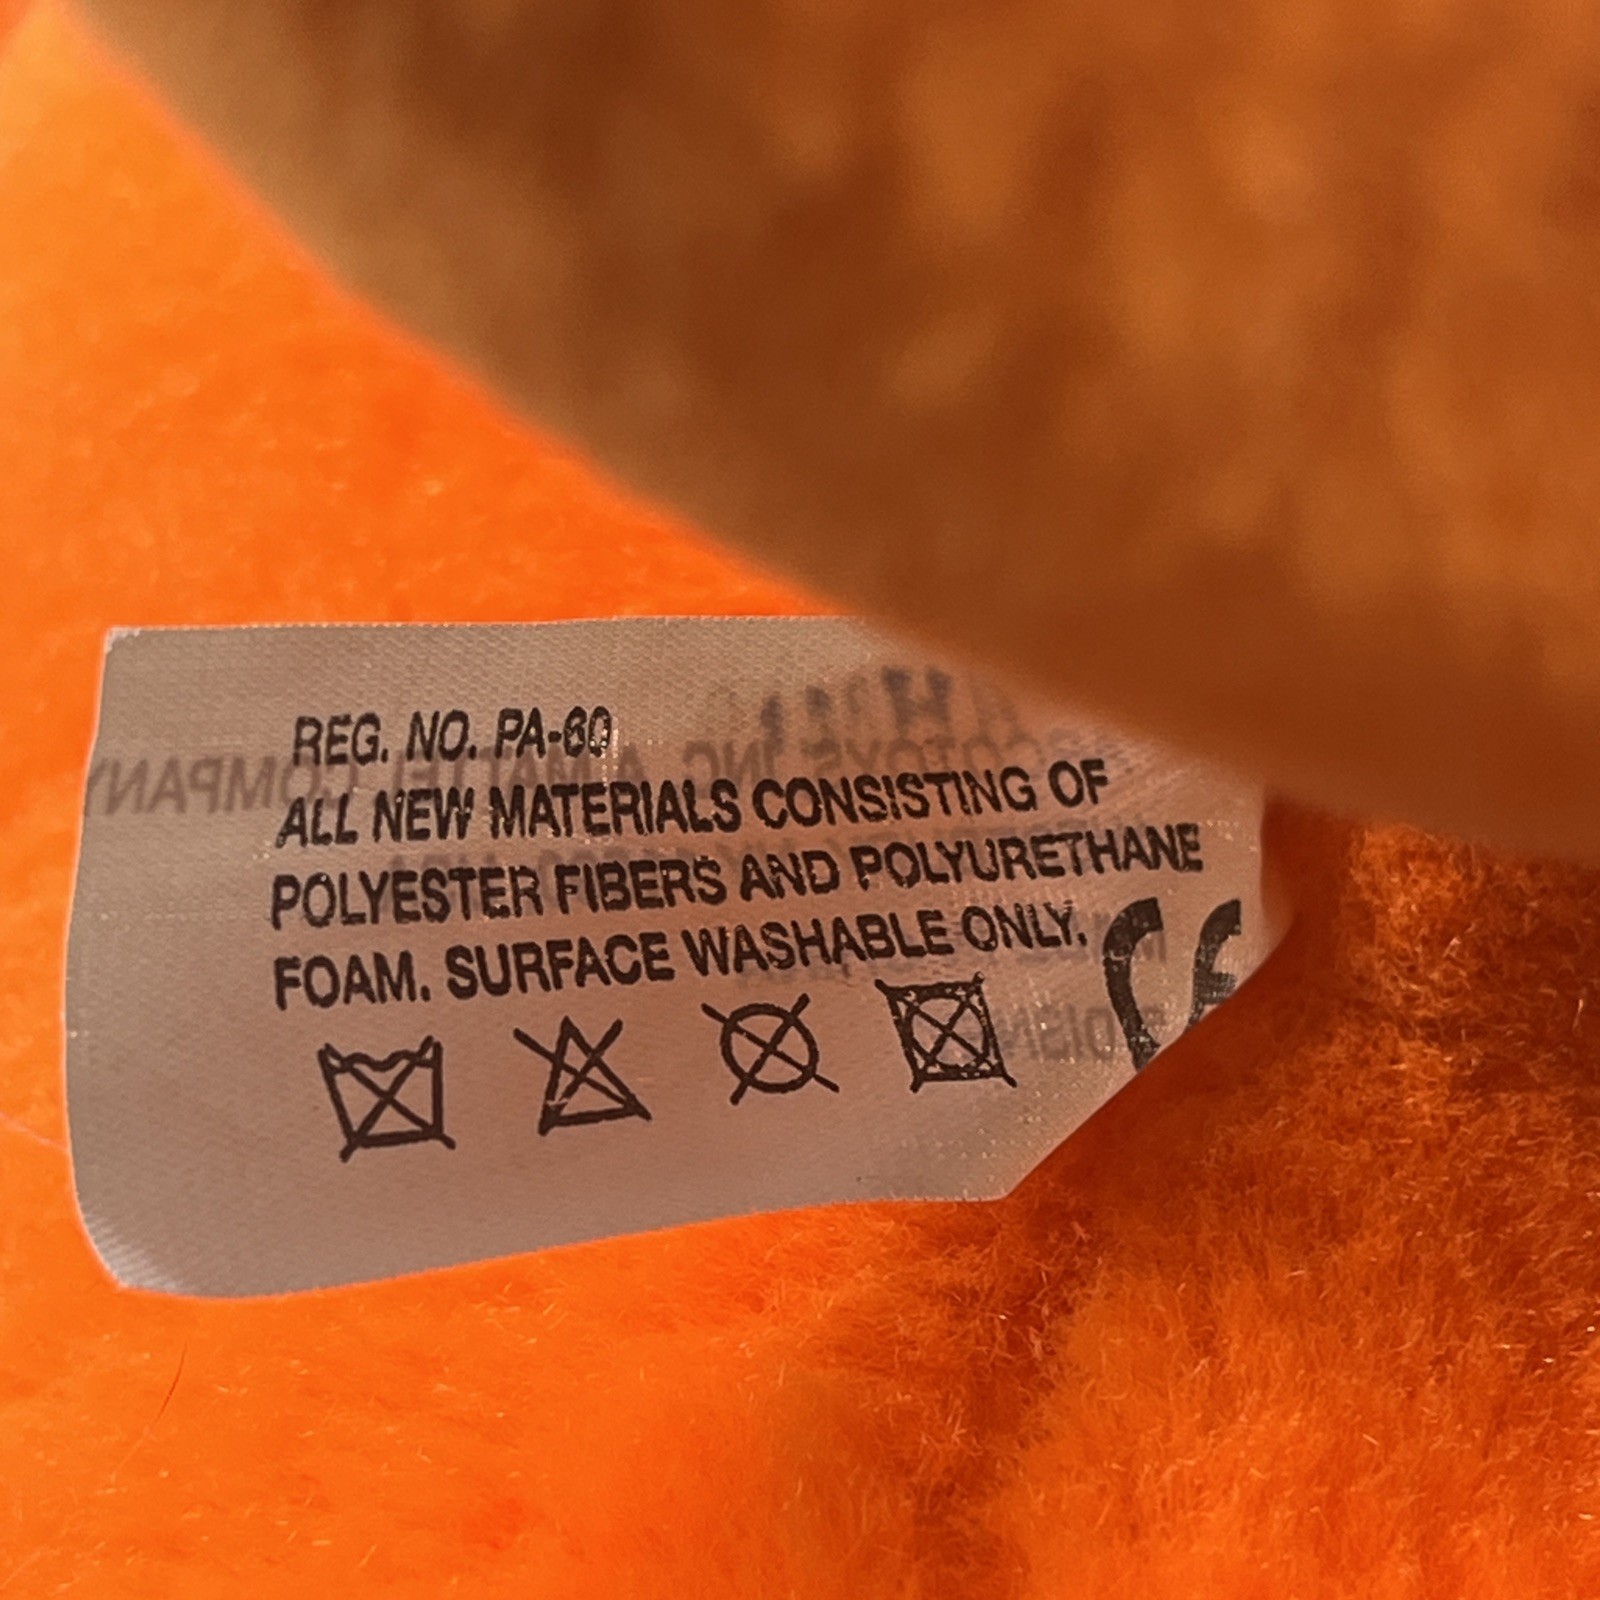 REG. NO. PA-60
ALL NEW MATERIALS CONSISTING OF
POLYESTER FIBERS AND POLYURETHANE
FOAM. SURFACE WASHABLE ONLY.
CE